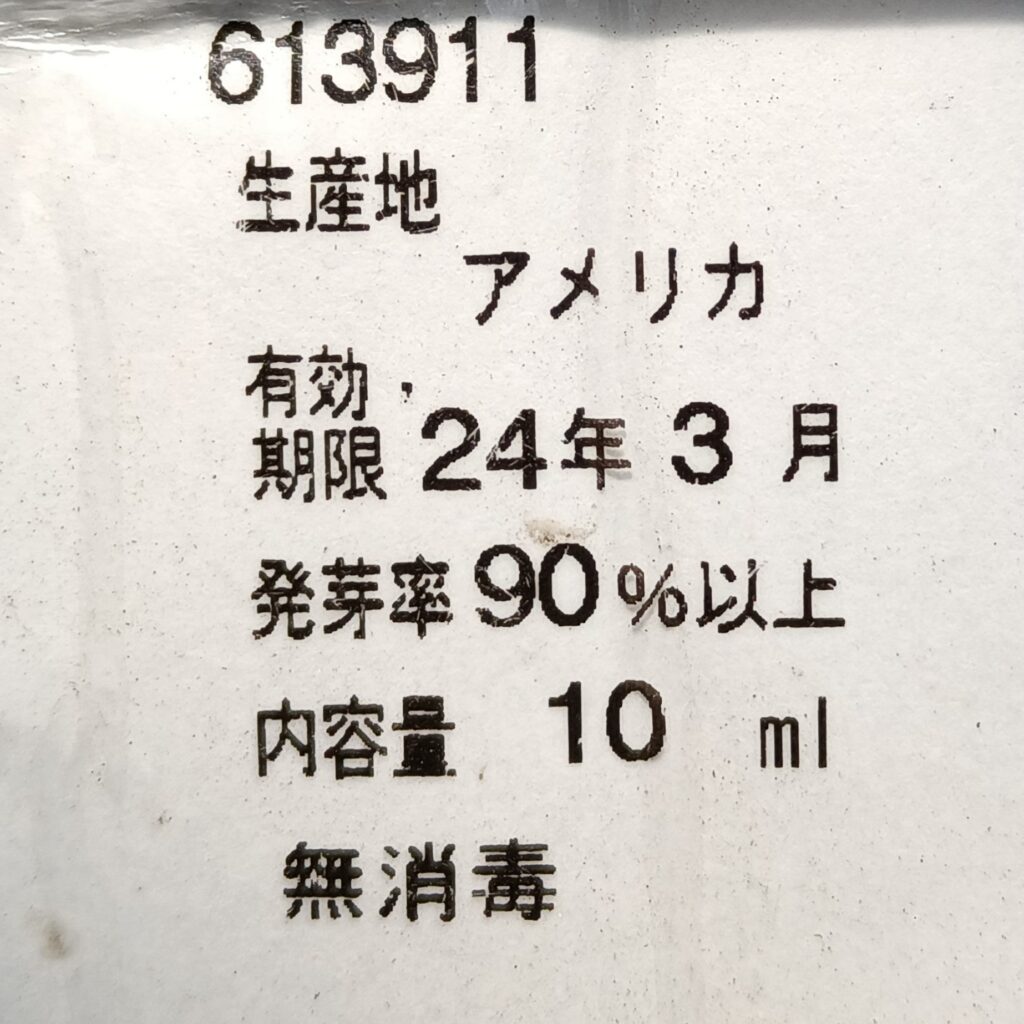 613911
生産地
アメリカ
有効期限 '24年 3 月
発芽率 90 %以上
内容量 10 ml
無消毒